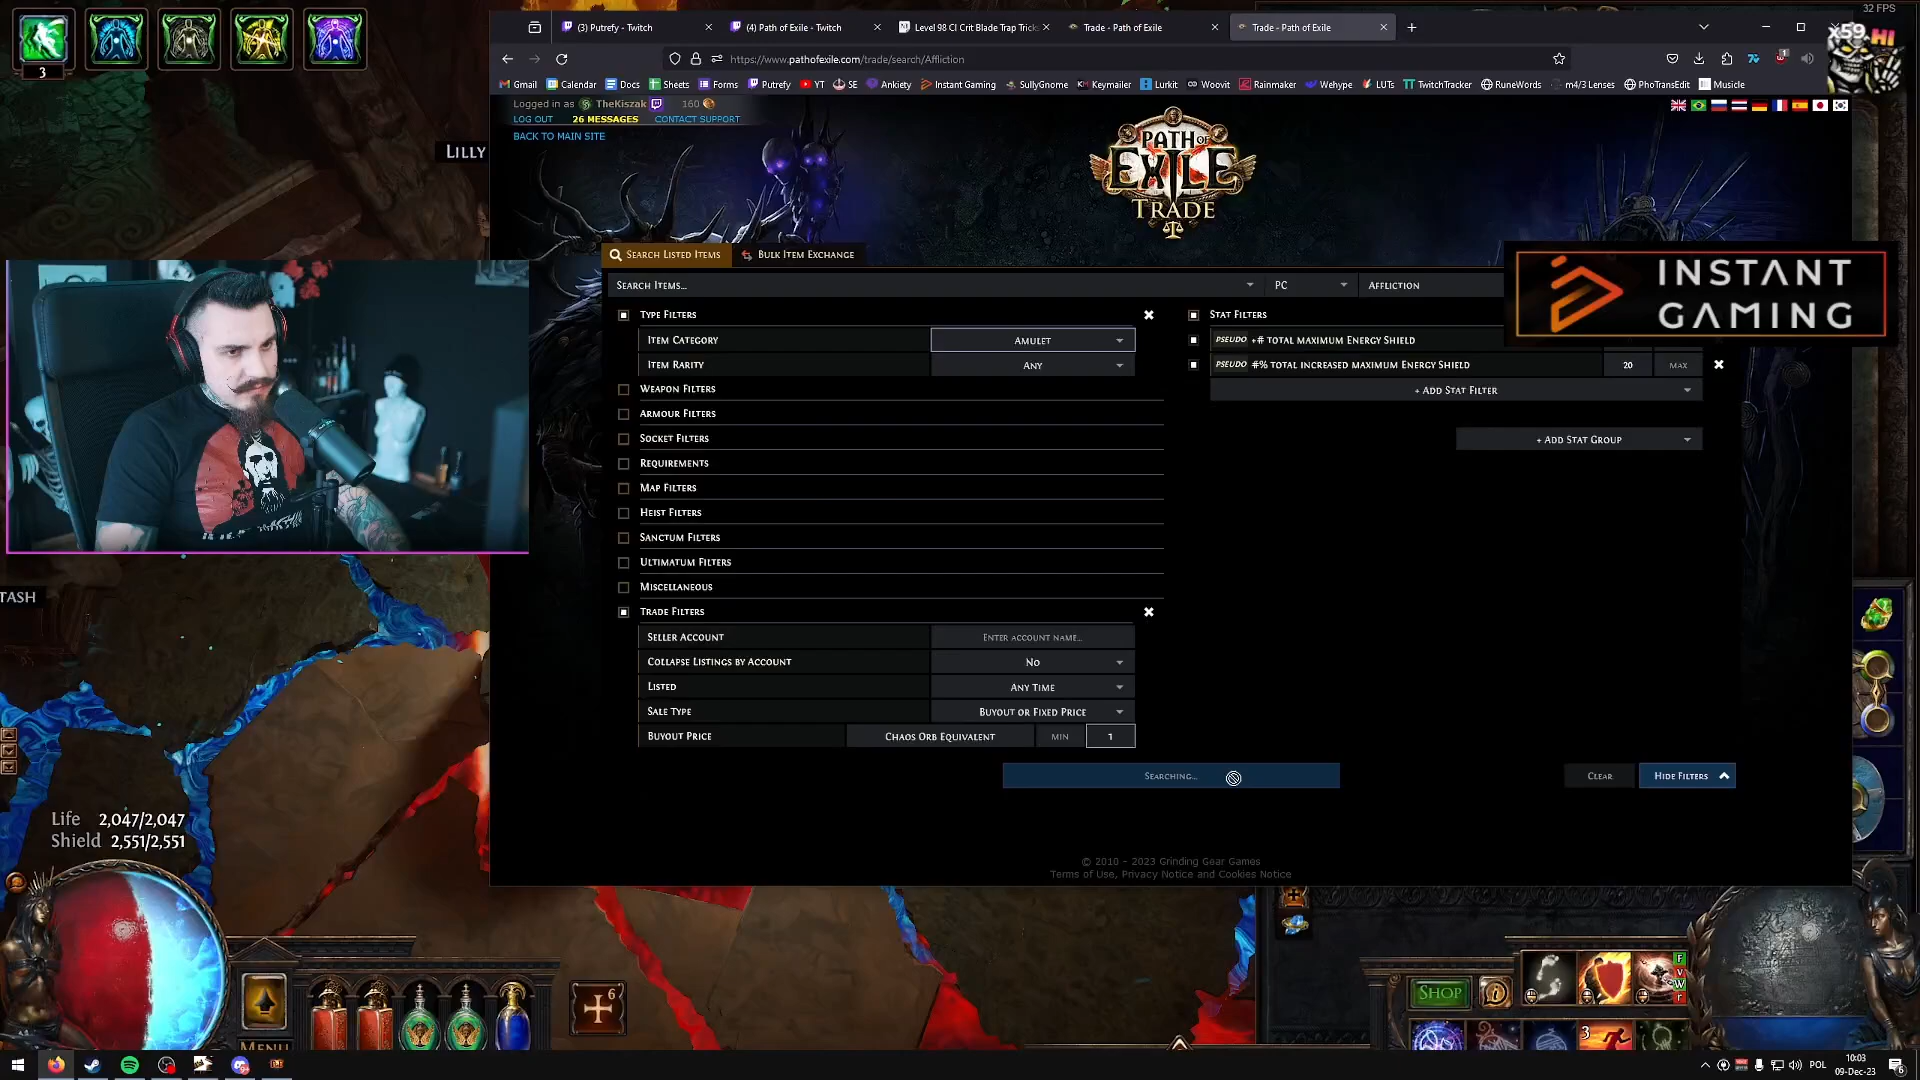 32 FPS
3
(3) Putrefy - Twitch
(4) Path of Exile - Twitch
Level 98 CI Crit Blade Trap Tricks
Trade - Path of Exile
Trade - Path of Exile
x59 HI
https://www.pathofexile.com/trade/search/Affliction
Gmail Calendar Docs Sheets Forms Putrefy YT SE Ankiety Instant Gaming SullyGnome Keymailer Lurkit Woovit Rainmaker Wehype LUTs TwitchTracker RuneWords m4/3 Lenses PhoTransEdit Musicle
Logged in as TheKiszak 160
LOG OUT 26 MESSAGES CONTACT SUPPORT
BACK TO MAIN SITE
LILLY
PATH OF
EXILE
TRADE
SEARCH LISTED ITEMS
BULK ITEM EXCHANGE
SEARCH ITEMS...
PC
AFFLICTION
INSTANT
GAMING
TYPE FILTERS
ITEM CATEGORY AMULET
ITEM RARITY ANY
WEAPON FILTERS
ARMOUR FILTERS
SOCKET FILTERS
REQUIREMENTS
MAP FILTERS
HEIST FILTERS
SANCTUM FILTERS
ULTIMATUM FILTERS
MISCELLANEOUS
TRADE FILTERS
SELLER ACCOUNT ENTER ACCOUNT NAME...
COLLAPSE LISTINGS BY ACCOUNT NO
LISTED ANY TIME
SALE TYPE BUYOUT OR FIXED PRICE
BUYOUT PRICE CHAOS ORB EQUIVALENT MIN 1
STAT FILTERS
PSEUDO +# TOTAL MAXIMUM ENERGY SHIELD
PSEUDO #% TOTAL INCREASED MAXIMUM ENERGY SHIELD 20 MAX
+ ADD STAT FILTER
+ ADD STAT GROUP
SEARCHING...
CLEAR
HIDE FILTERS
© 2010 - 2023 Grinding Gear Games
Terms of Use, Privacy Notice and Cookies Notice
TASH
Life 2,047/2,047
Shield 2,551/2,551
6
MENU
SHOP
F
V
W
r
3
POL
10:03
09-Dec-23
6